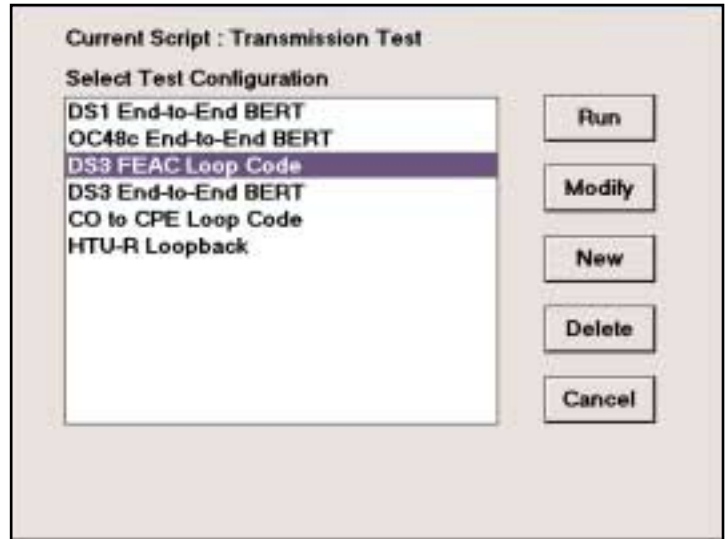 Current Script : Transmission Test
Select Test Configuration
DS1 End-to-End BERT
OC48c End-to-End BERT
DS3 FEAC Loop Code
DS3 End-to-End BERT
CO to CPE Loop Code
HTU-R Loopback
Run
Modify
New
Delete
Cancel